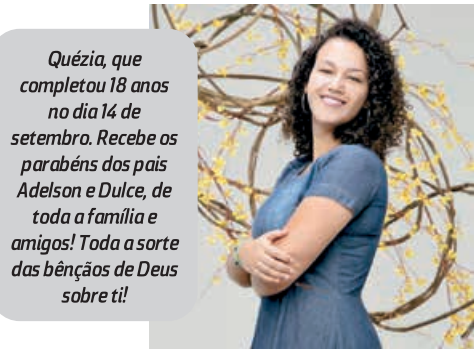 Quézia, que
completou 18 anos
no dia 14 de
setembro. Recebe os
parabéns dos pais
Adelson e Dulce, de
toda a família e
amigos! Toda a sorte
das bênçãos de Deus
sobre ti!